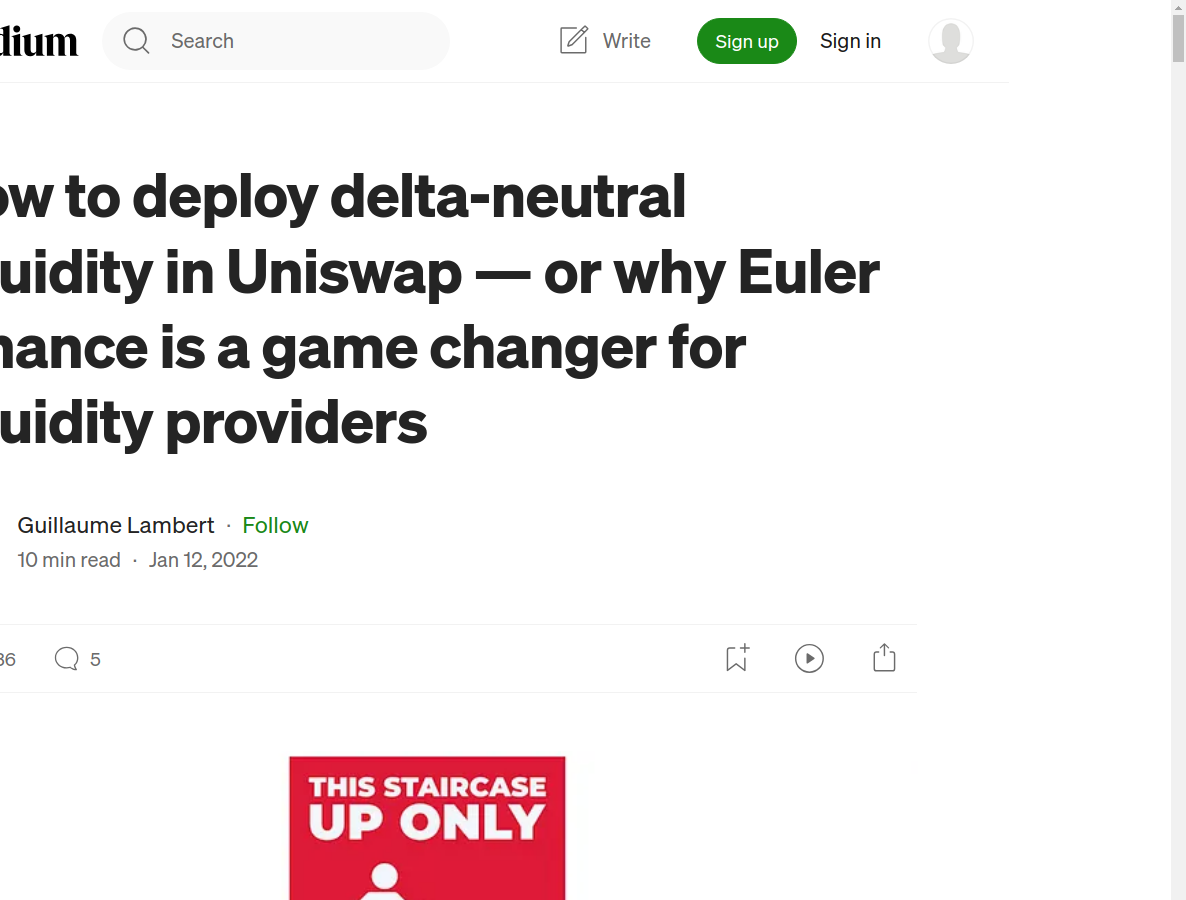 dium
Search
Write
Sign up
Sign in
ow to deploy delta-neutral
uidity in Uniswap — or why Euler
nance is a game changer for
uidity providers
Guillaume Lambert · Follow
10 min read · Jan 12, 2022
36
5
THIS STAIRCASE
UP ONLY